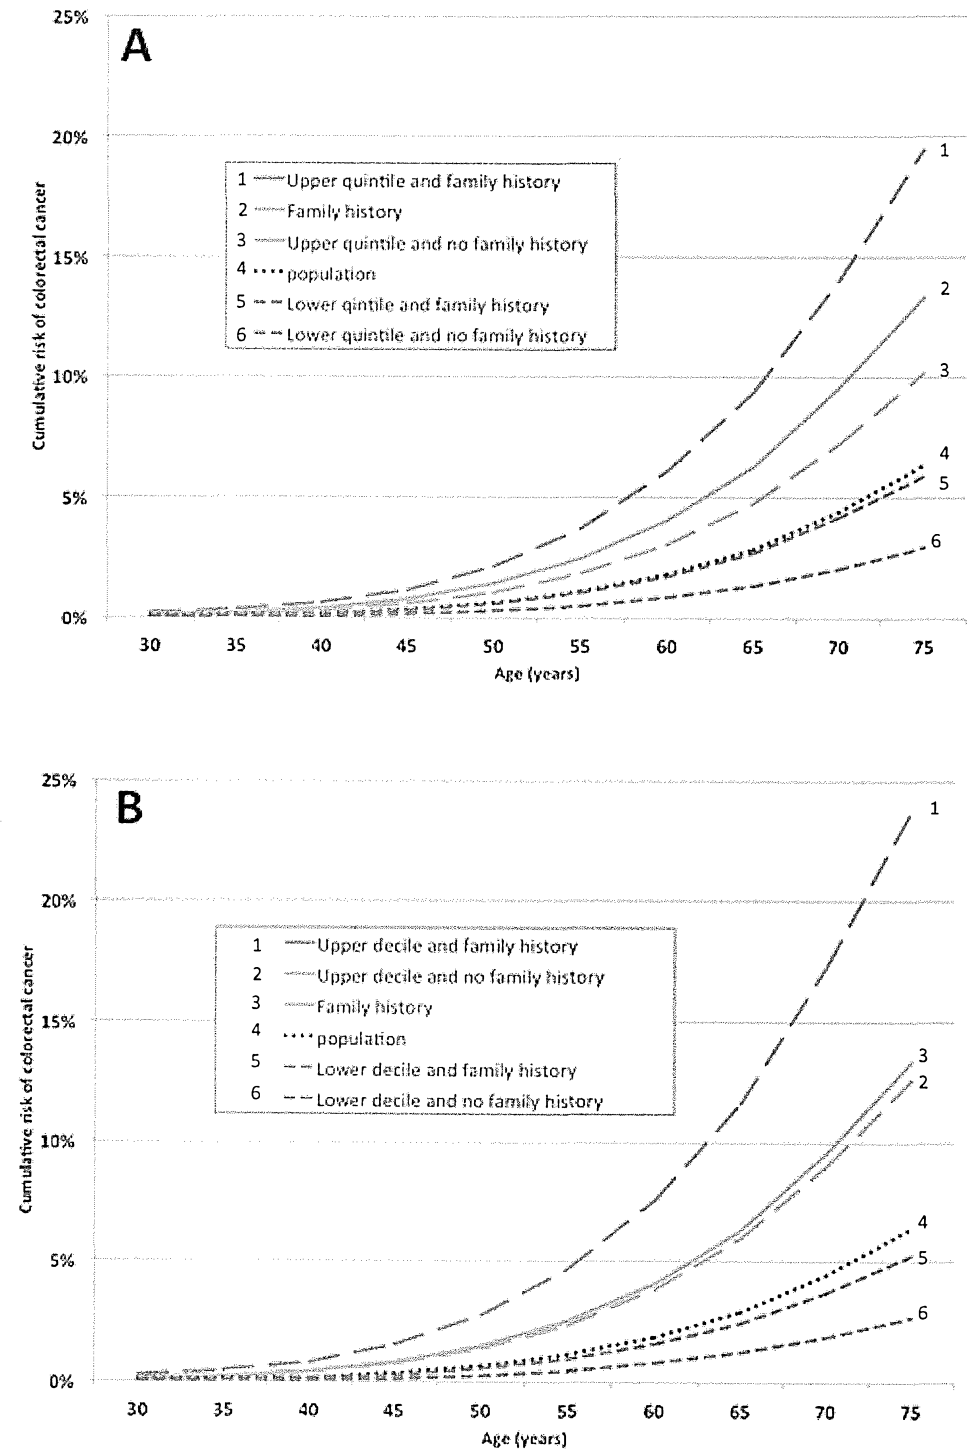 A
25%
20%
15%
10%
5%
0%
Cumulative risk of colorectal cancer
1 Upper quintile and family history
2 Family history
3 Upper quintile and no family history
4 population
5 Lower qintile and family history
6 Lower quintile and no family history
1
2
3
4
5
6
30 35 40 45 50 55 60 65 70 75
Age (years)
B
25%
20%
15%
10%
5%
0%
Cumulative risk of colorectal cancer
1 Upper decile and family history
2 Upper decile and no family history
3 Family history
4 population
5 Lower decile and family history
6 Lower decile and no family history
1
3
2
4
5
6
30 35 40 45 50 55 60 65 70 75
Age (years)